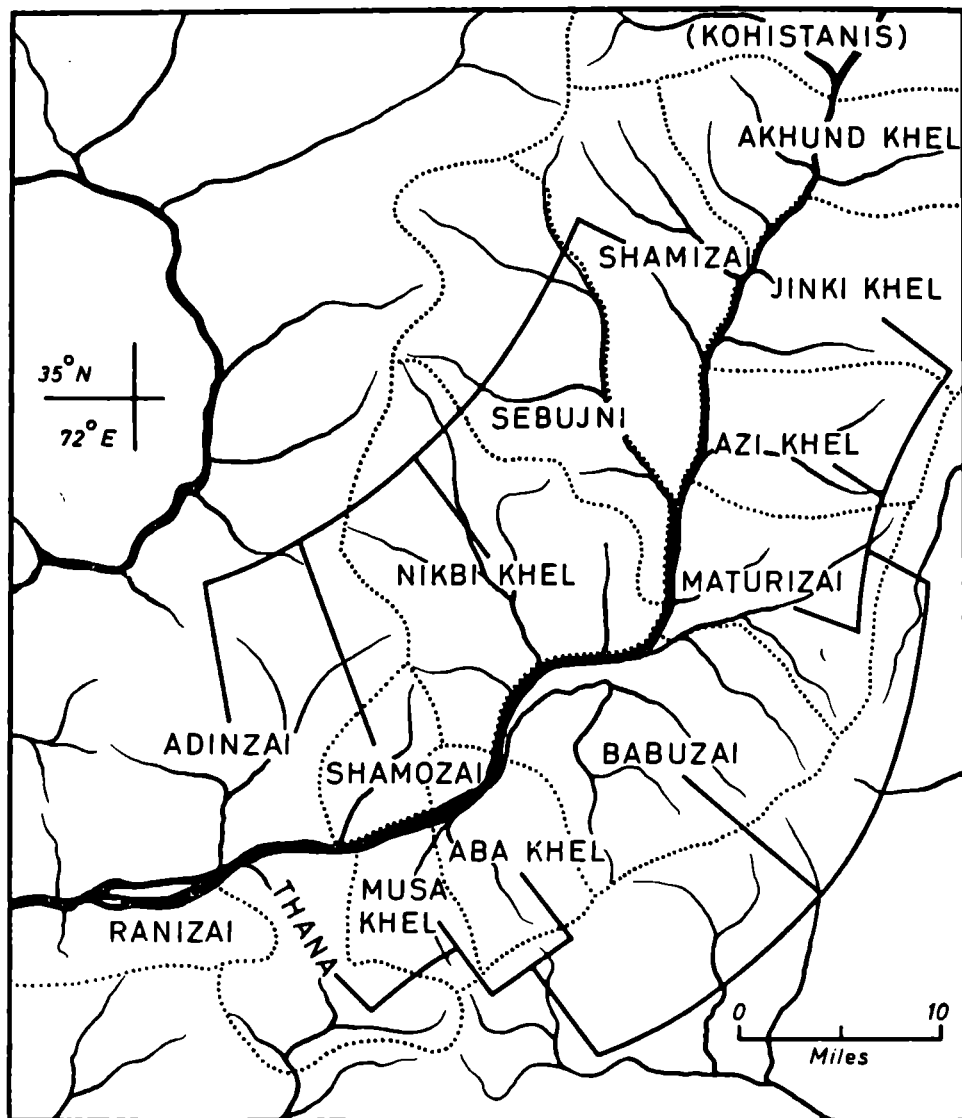 (KOHISTANIS)
AKHUND KHEL
SHAMIZAI
JINKI KHEL
35°N
72°E
SEBUJNI
AZI KHEL
NIKBI KHEL
MATURIZAI
ADINZAI
SHAMOZAI
BABUZAI
ABA KHEL
MUSA
KHEL
THANA
RANIZAI
0 10
Miles